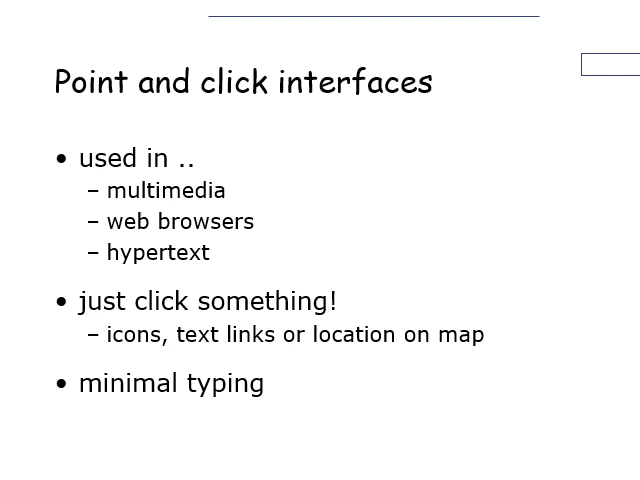 Point and click interfaces
• used in ..
– multimedia
– web browsers
– hypertext
• just click something!
– icons, text links or location on map
• minimal typing